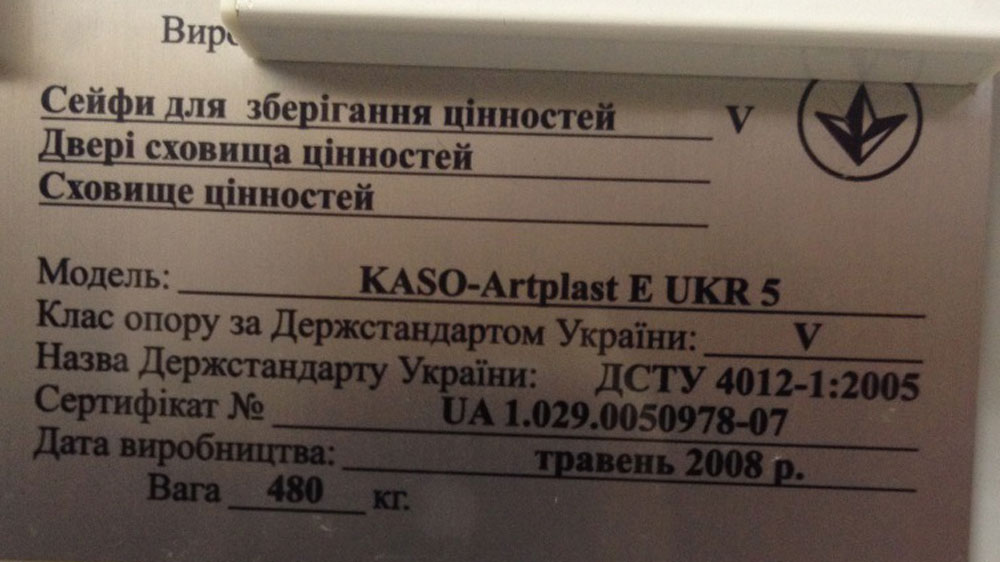 Сейфи для зберігання цінностей V
Двері сховища цінностей
Сховище цінностей
Модель: KASO-Artplast E UKR 5
Клас опору за Держстандартом України: V
Назва Держстандарту України: ДСТУ 4012-1:2005
Сертифікат № UA 1.029.0050978-07
Дата виробництва: травень 2008 р.
Вага 480 кг.